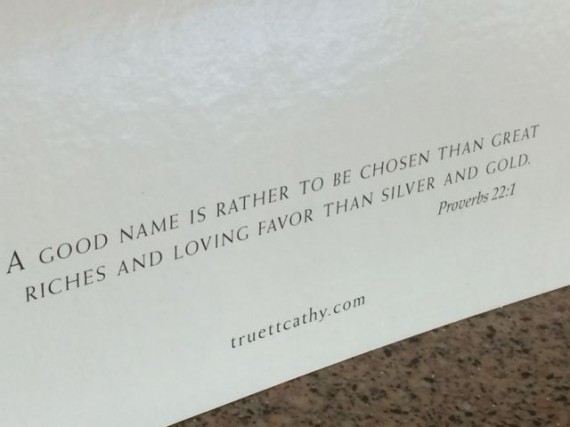 A GOOD NAME IS RATHER TO BE CHOSEN THAN GREAT
RICHES AND LOVING FAVOR THAN SILVER AND GOLD.
Proverbs 22:1
truettcathy.com